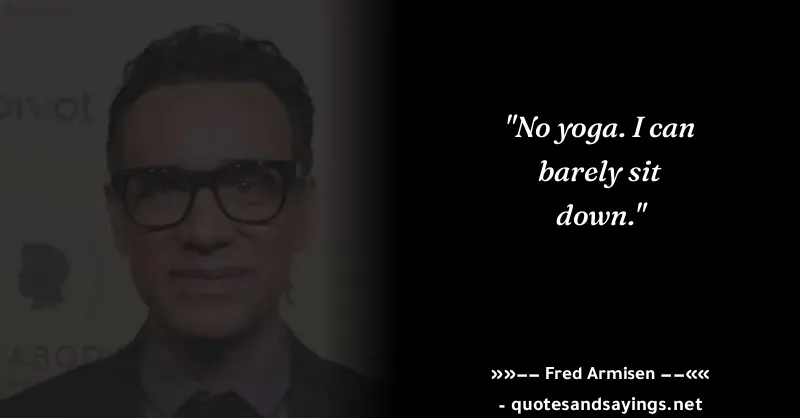 "No yoga. I can
barely sit
down."
»»—— Fred Armisen ——««
- quotesandsayings.net